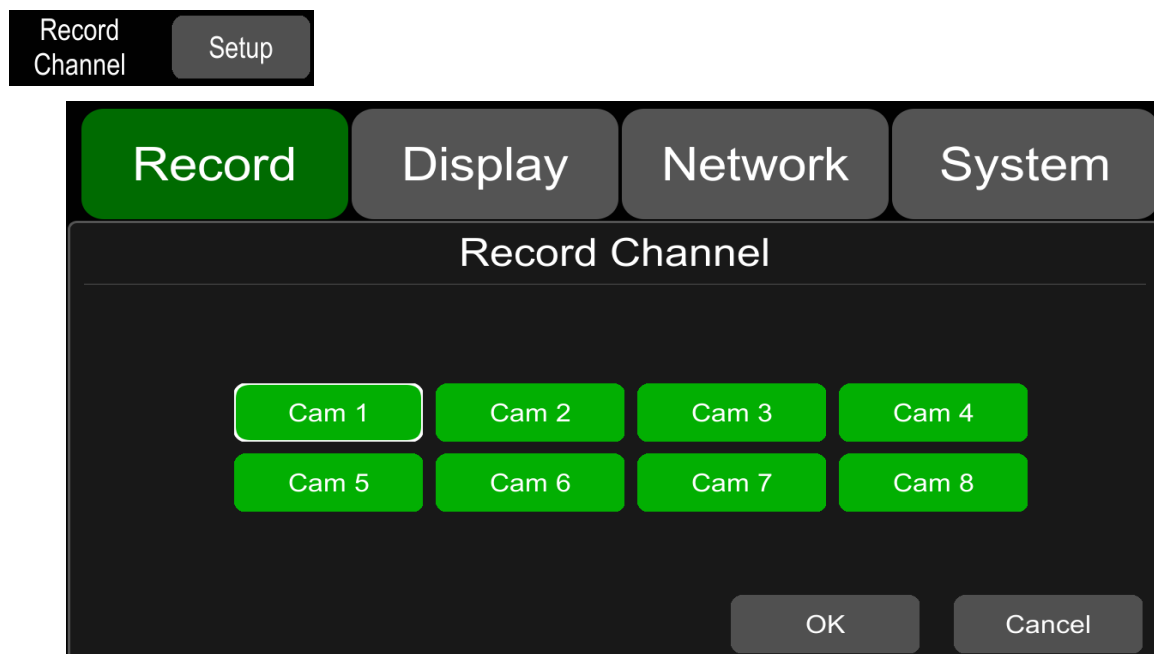 Record
Channel
Setup
Record Display Network System
Record Channel
Cam 1 Cam 2 Cam 3 Cam 4
Cam 5 Cam 6 Cam 7 Cam 8
OK Cancel